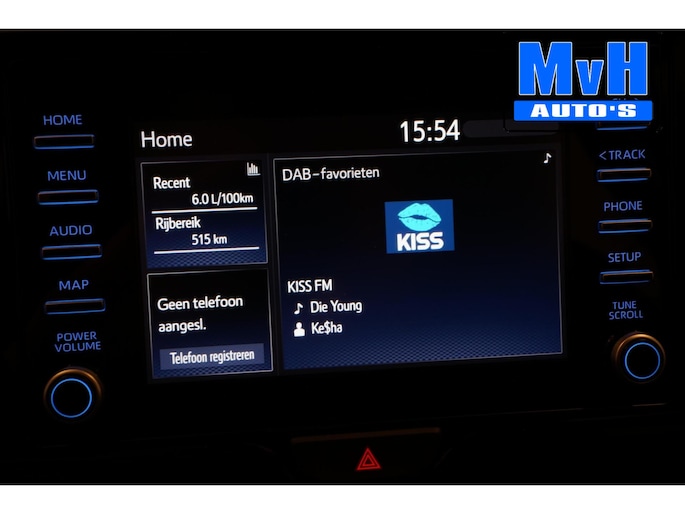 MvH
AUTO'S
HOME
MENU
AUDIO
MAP
POWER
VOLUME
Home
15:54
Recent
6.0 L/100km
Rijbereik
515 km
Geen telefoon
aangesl.
Telefoon registreren
DAB-favorieten
KISS
KISS FM
Die Young
Ke$ha
<TRACK
PHONE
SETUP
TUNE
SCROLL